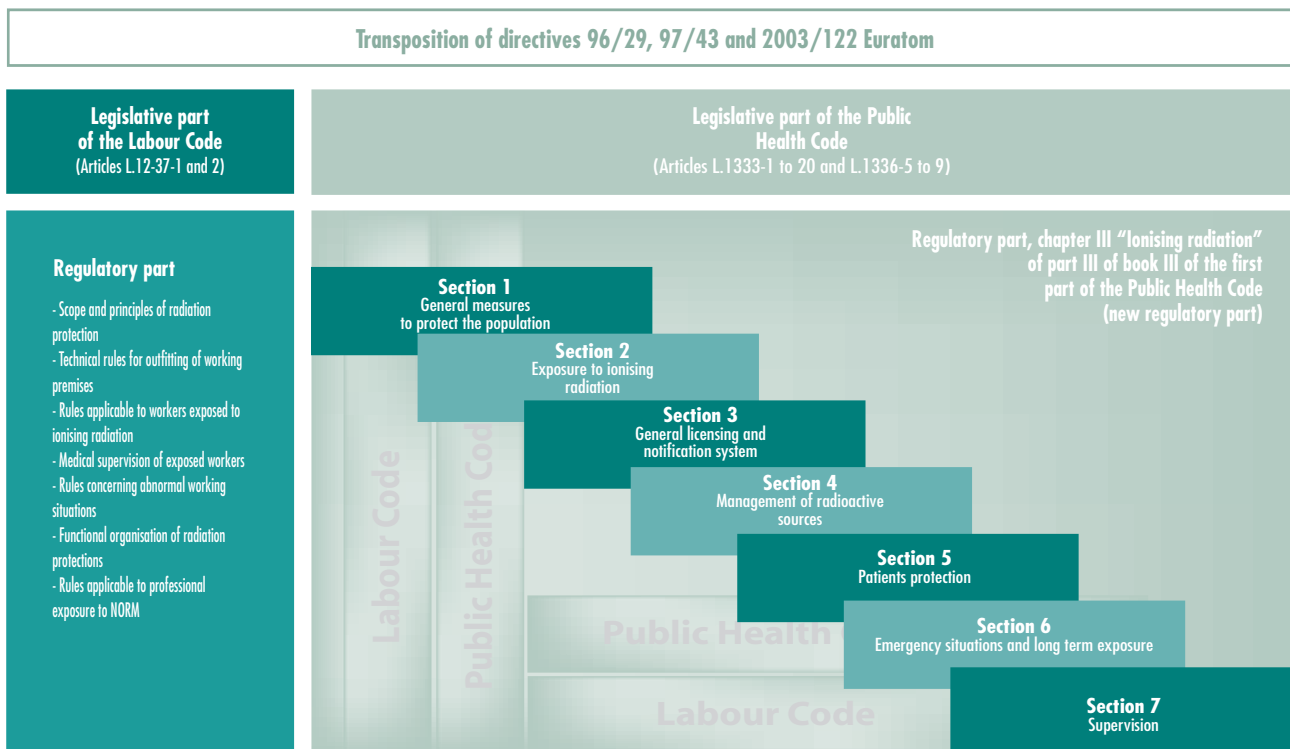 Transposition of directives 96/29, 97/43 and 2003/122 Euratom
Legislative part
of the Labour Code
(Articles L.12-37-1 and 2)
Legislative part of the Public
Health Code
(Articles L.1333-1 to 20 and L.1336-5 to 9)
Regulatory part
- Scope and principles of radiation
protection
- Technical rules for outfitting of working
premises
- Rules applicable to workers exposed to
ionising radiation
- Medical supervision of exposed workers
- Rules concerning abnormal working
situations
- Functional organisation of radiation
protections
- Rules applicable to professional
exposure to NORM
Regulatory part, chapter III “Ionising radiation”
of part III of book III of the first
part of the Public Health Code
(new regulatory part)
Section 1
General measures
to protect the population
Section 2
Exposure to ionising
radiation
Section 3
General licensing and
notification system
Section 4
Management of radioactive
sources
Section 5
Patients protection
Section 6
Emergency situations and long term exposure
Section 7
Supervision
Labour Code
Public Health Cod
Public Health
Labour Code